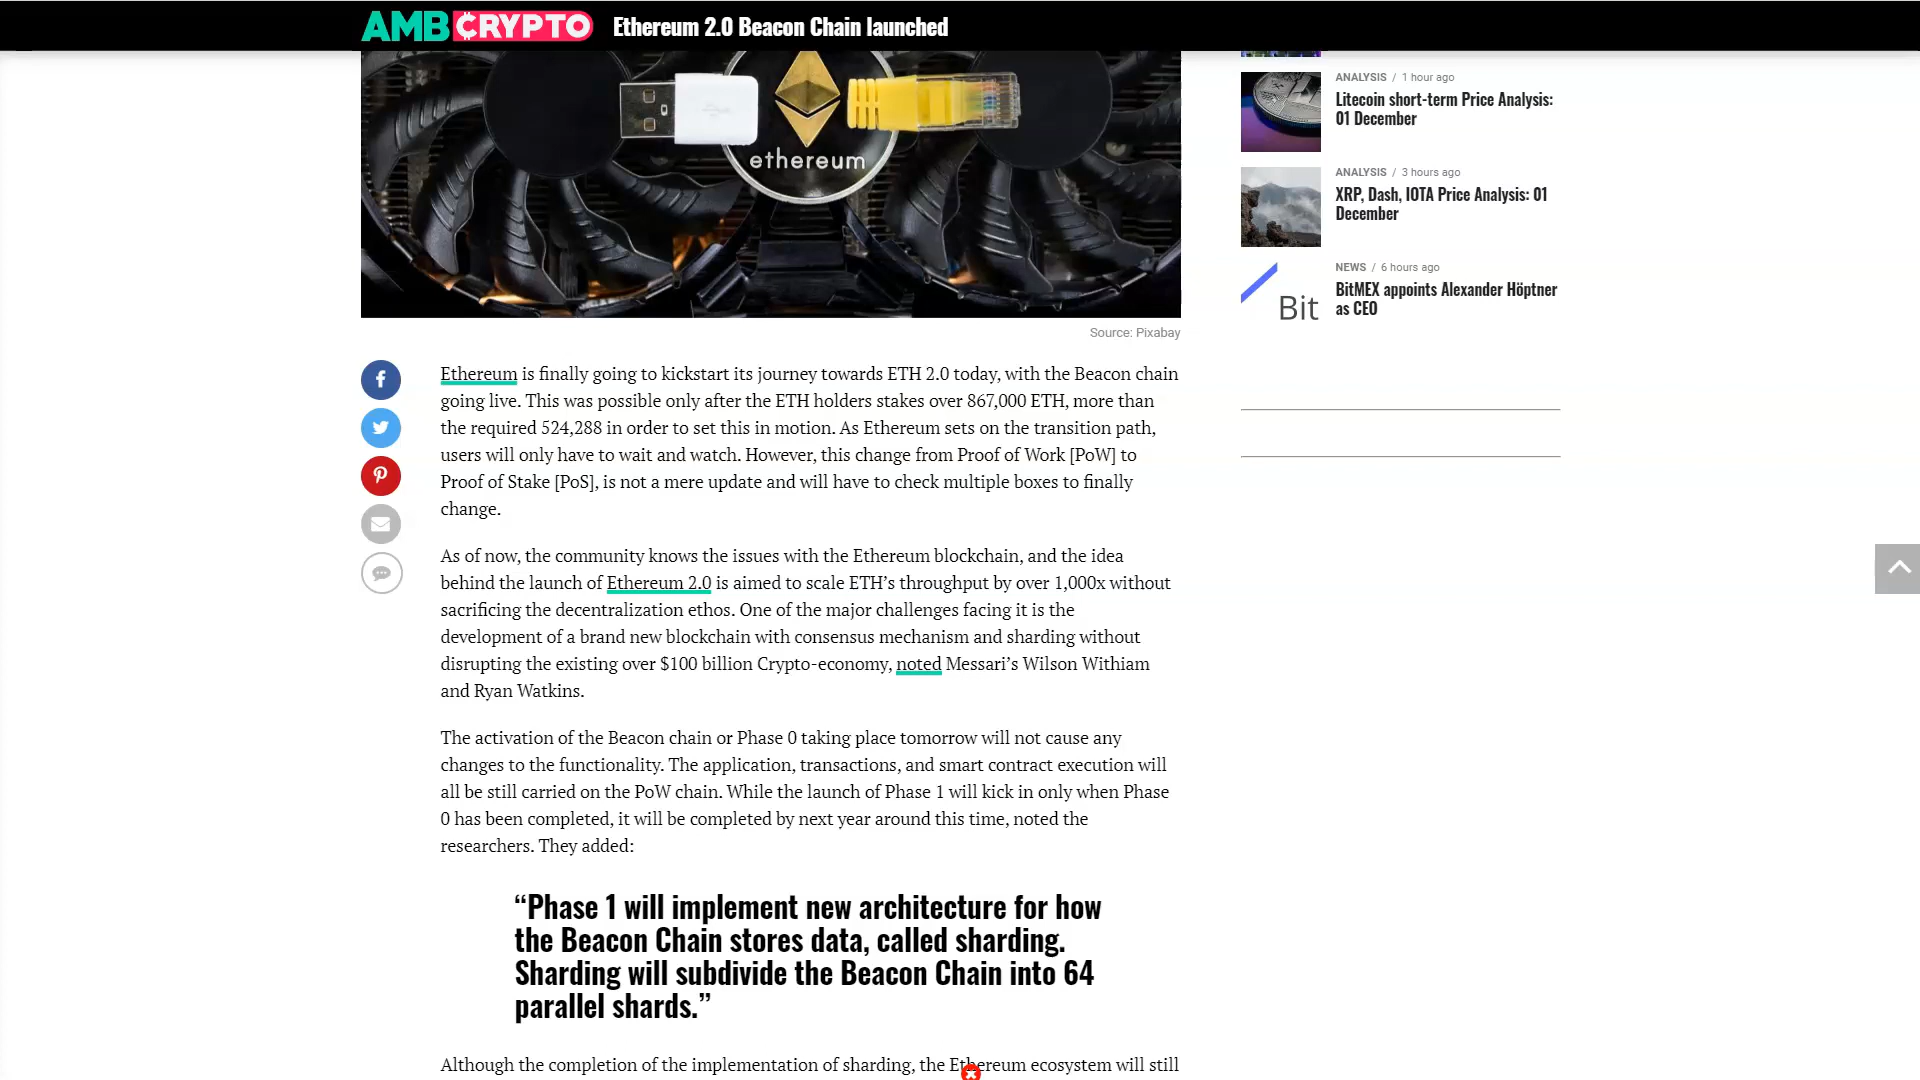 AMBCRYPTO Ethereum 2.0 Beacon Chain launched
ethereum
Source: Pixabay
Ethereum is finally going to kickstart its journey towards ETH 2.0 today, with the Beacon chain
going live. This was possible only after the ETH holders stakes over 867,000 ETH, more than
the required 524,288 in order to set this in motion. As Ethereum sets on the transition path,
users will only have to wait and watch. However, this change from Proof of Work [PoW] to
Proof of Stake [PoS], is not a mere update and will have to check multiple boxes to finally
change.
As of now, the community knows the issues with the Ethereum blockchain, and the idea
behind the launch of Ethereum 2.0 is aimed to scale ETH’s throughput by over 1,000x without
sacrificing the decentralization ethos. One of the major challenges facing it is the
development of a brand new blockchain with consensus mechanism and sharding without
disrupting the existing over $100 billion Crypto-economy, noted Messari’s Wilson Withiam
and Ryan Watkins.
The activation of the Beacon chain or Phase 0 taking place tomorrow will not cause any
changes to the functionality. The application, transactions, and smart contract execution will
all be still carried on the PoW chain. While the launch of Phase 1 will kick in only when Phase
0 has been completed, it will be completed by next year around this time, noted the
researchers. They added:
“Phase 1 will implement new architecture for how
the Beacon Chain stores data, called sharding.
Sharding will subdivide the Beacon Chain into 64
parallel shards.”
Although the completion of the implementation of sharding, the Ethereum ecosystem will still
ANALYSIS / 1 hour ago
Litecoin short-term Price Analysis:
01 December
ANALYSIS / 3 hours ago
XRP, Dash, IOTA Price Analysis: 01
December
NEWS / 6 hours ago
BitMEX appoints Alexander Höptner
as CEO
Bit